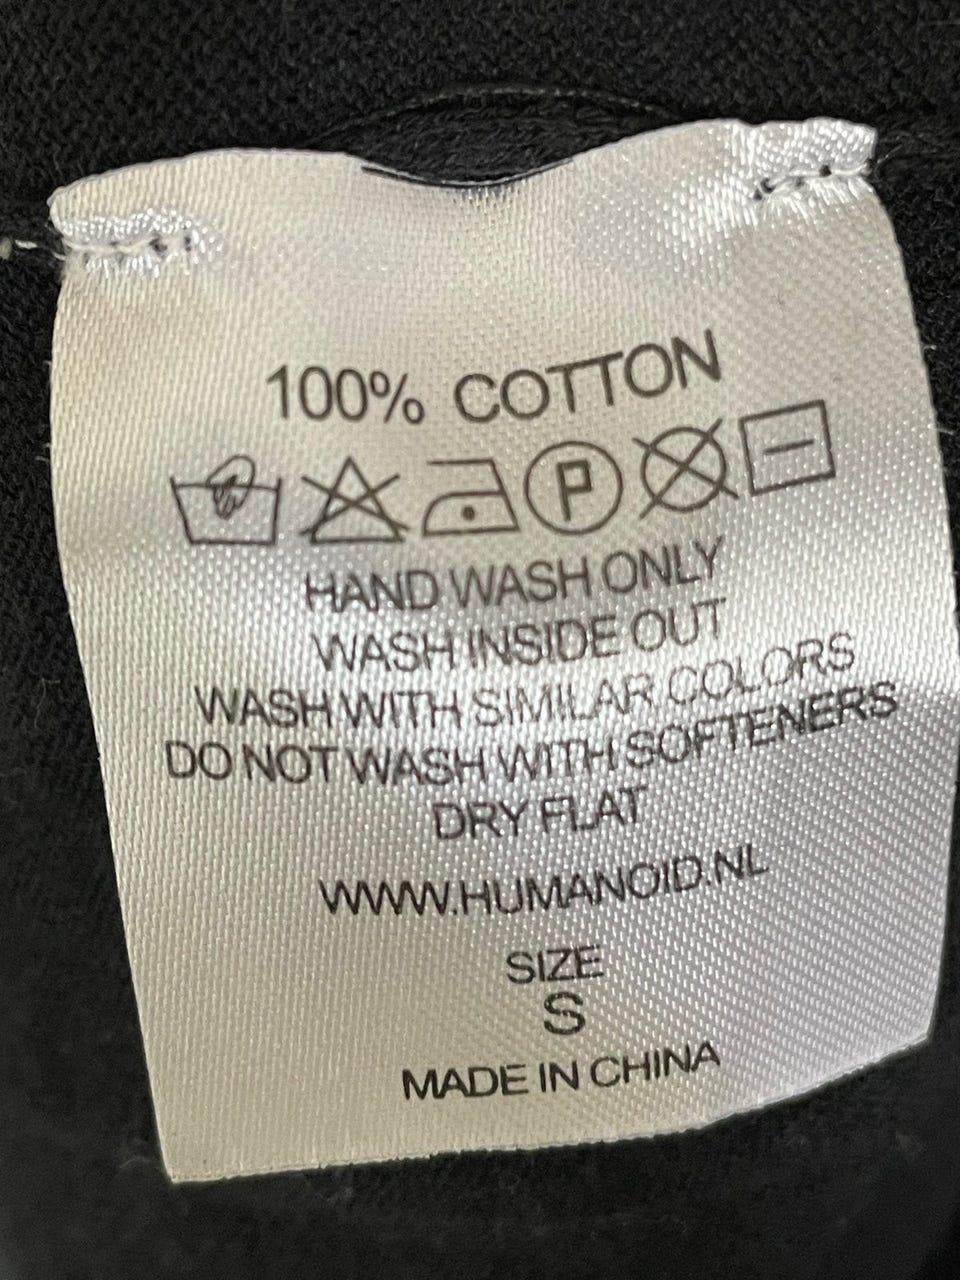 100% COTTON
P
HAND WASH ONLY
WASH INSIDE OUT
WASH WITH SIMILAR COLORS
DO NOT WASH WITH SOFTENERS
DRY FLAT
WWW.HUMANOID.NL
SIZE
S
MADE IN CHINA